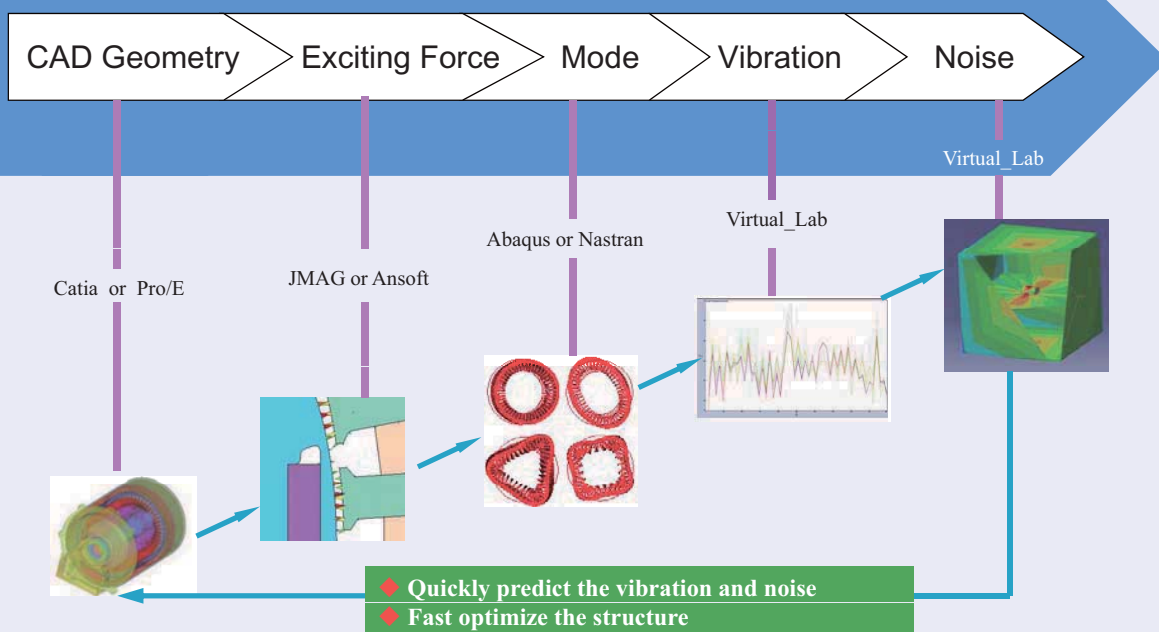 CAD Geometry
Exciting Force
Mode
Vibration
Noise
Virtual_Lab
Virtual_Lab
Abaqus or Nastran
JMAG or Ansoft
Catia or Pro/E
Quickly predict the vibration and noise
Fast optimize the structure